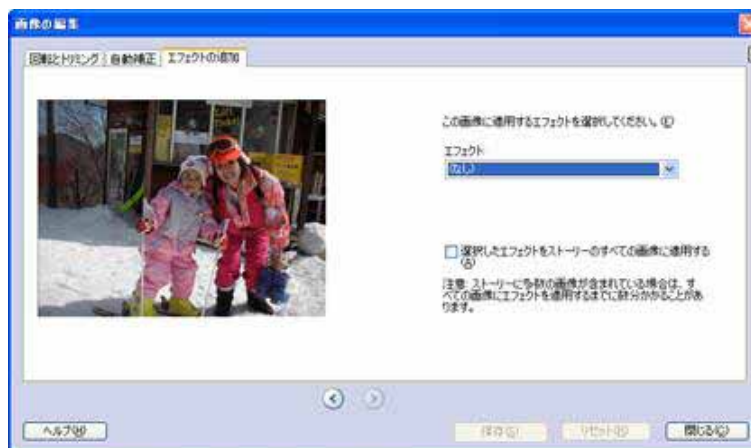 画像の編集
回転とトリミング
自動補正
エフェクトの追加
この画像に適用するエフェクトを選択してください。(E)
エフェクト
(なし)
選択したエフェクトをストーリーのすべての画像に適用する
(A)
注意: ストーリーに多数の画像が含まれている場合は、す
べての画像にエフェクトを適用するまでに数分かかることがあ
ります。
ヘルプ(H)
保存(S)
リセット(R)
閉じる(C)